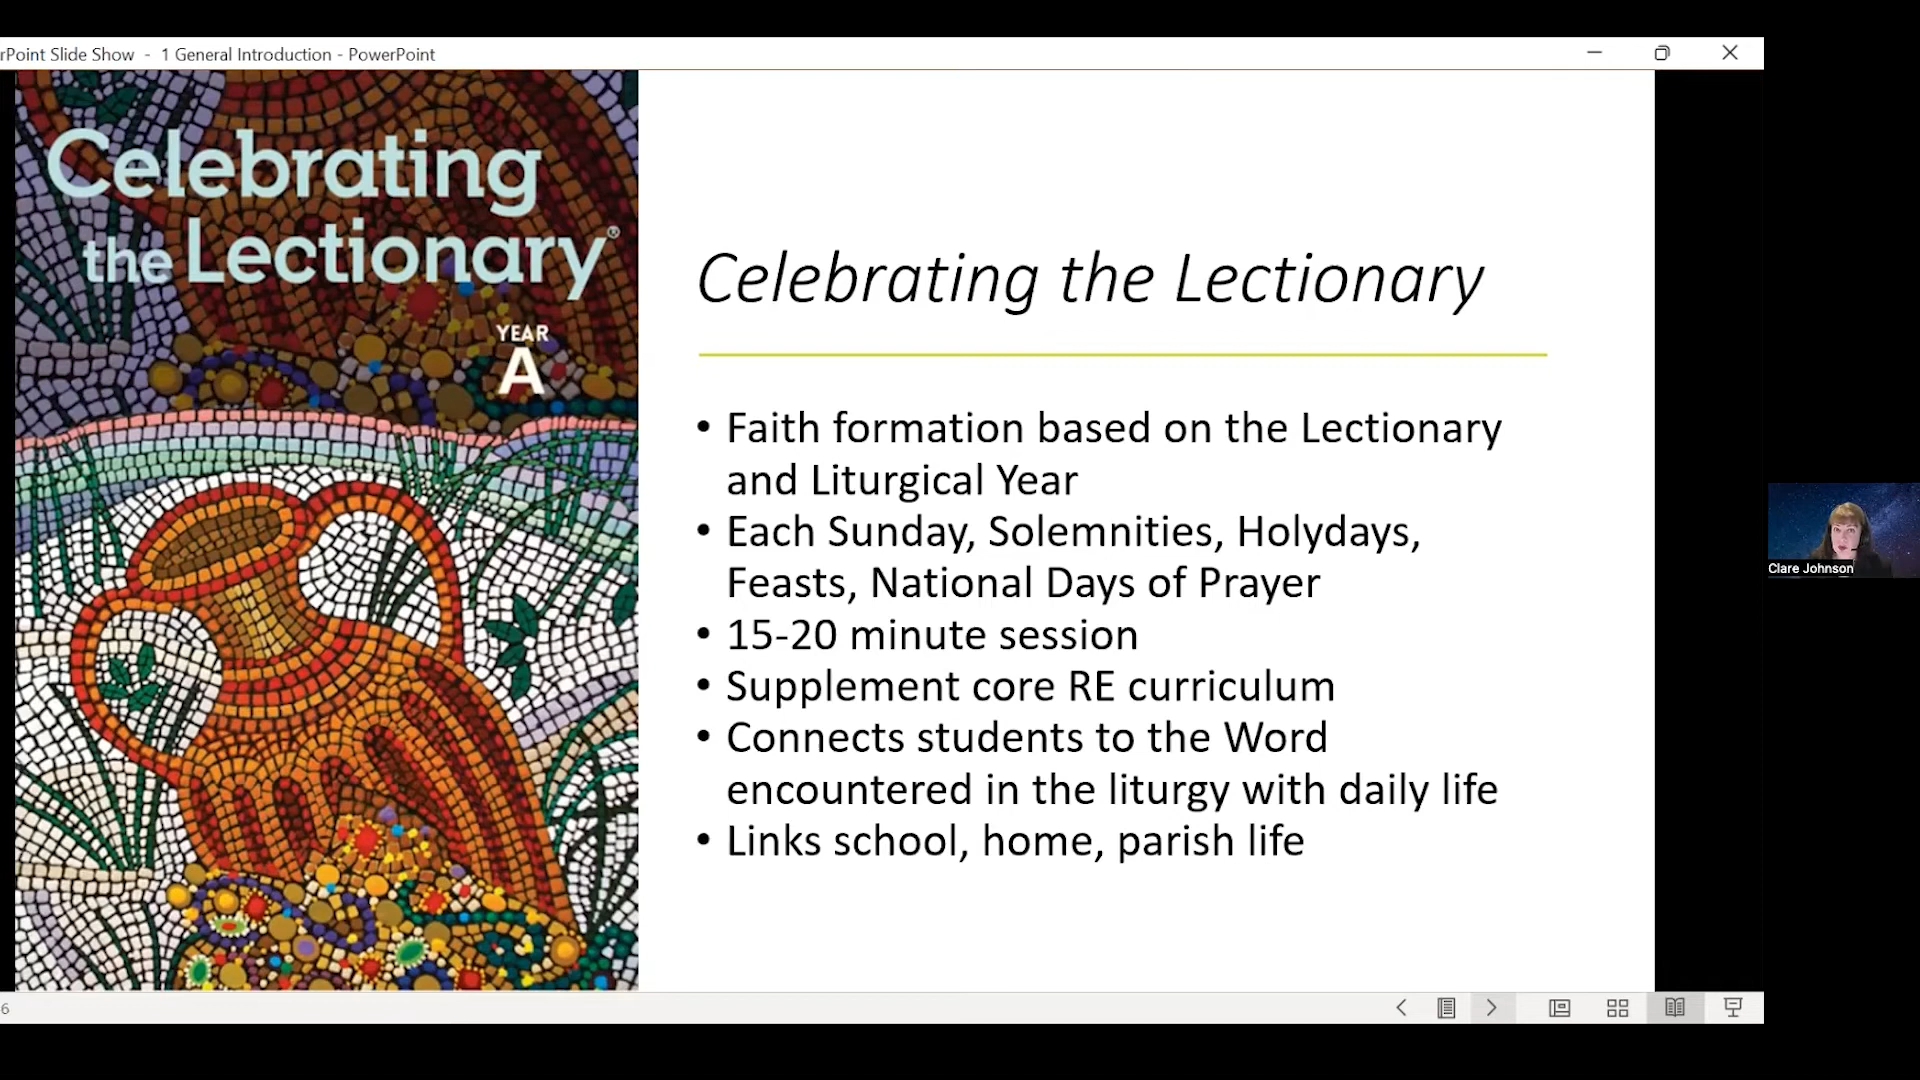 rPoint Slide Show - 1 General Introduction - PowerPoint
Celebrating
the Lectionary®
YEAR
A
Celebrating the Lectionary
• Faith formation based on the Lectionary
and Liturgical Year
• Each Sunday, Solemnities, Holydays,
Feasts, National Days of Prayer
• 15-20 minute session
• Supplement core RE curriculum
• Connects students to the Word
encountered in the liturgy with daily life
• Links school, home, parish life
Clare Johnson
6